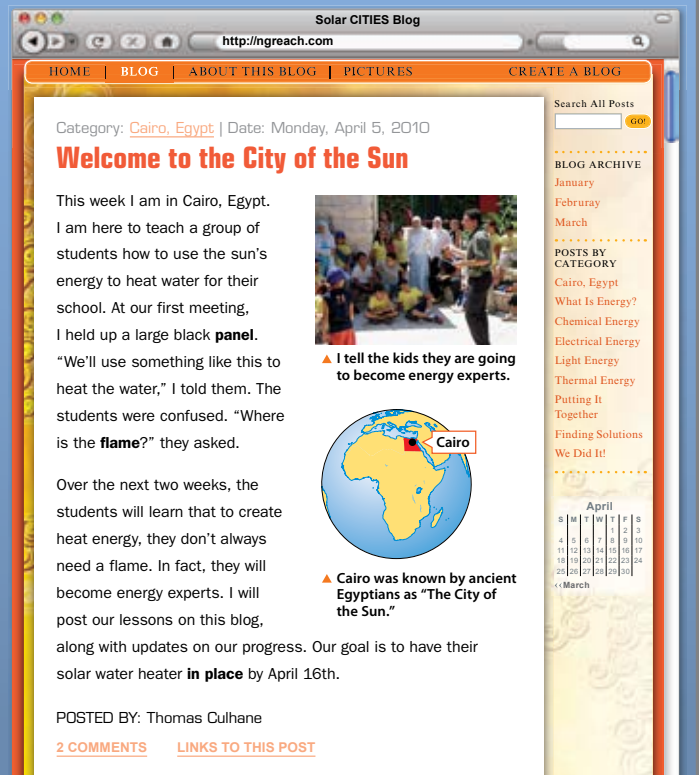 Solar CITIES Blog
http://ngreach.com
HOME | BLOG | ABOUT THIS BLOG | PICTURES CREATE A BLOG
Category: Cairo, Egypt | Date: Monday, April 5, 2010
Welcome to the City of the Sun
This week I am in Cairo, Egypt.
I am here to teach a group of
students how to use the sun's
energy to heat water for their
school. At our first meeting,
I held up a large black panel.
“We'll use something like this to
heat the water,” I told them. The
students were confused. “Where
is the flame?” they asked.
▲ I tell the kids they are going
to become energy experts.
Cairo
▲ Cairo was known by ancient
Egyptians as “The City of
the Sun.”
Over the next two weeks, the
students will learn that to create
heat energy, they don't always
need a flame. In fact, they will
become energy experts. I will
post our lessons on this blog,
along with updates on our progress. Our goal is to have their
solar water heater in place by April 16th.
POSTED BY: Thomas Culhane
2 COMMENTS LINKS TO THIS POST
Search All Posts
GO!
BLOG ARCHIVE
January
Februray
March
POSTS BY
CATEGORY
Cairo, Egypt
What Is Energy?
Chemical Energy
Electrical Energy
Light Energy
Thermal Energy
Putting It
Together
Finding Solutions
We Did It!
April
S M T W T F S
1 2 3
4 5 6 7 8 9 10
11 12 13 14 15 16 17
18 19 20 21 22 23 24
25 26 27 28 29 30
‹‹March